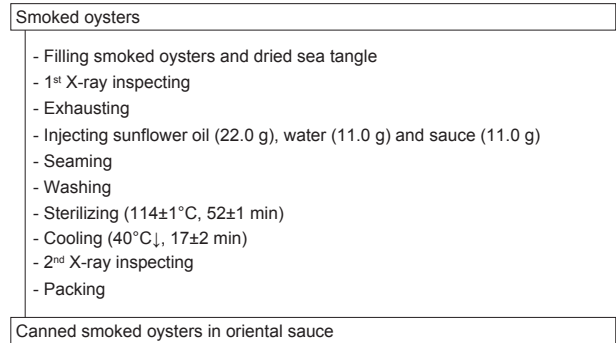 Smoked oysters
- Filling smoked oysters and dried sea tangle
- 1st X-ray inspecting
- Exhausting
- Injecting sunflower oil (22.0 g), water (11.0 g) and sauce (11.0 g)
- Seaming
- Washing
- Sterilizing (114±1°C, 52±1 min)
- Cooling (40°C↓, 17±2 min)
- 2nd X-ray inspecting
- Packing
Canned smoked oysters in oriental sauce